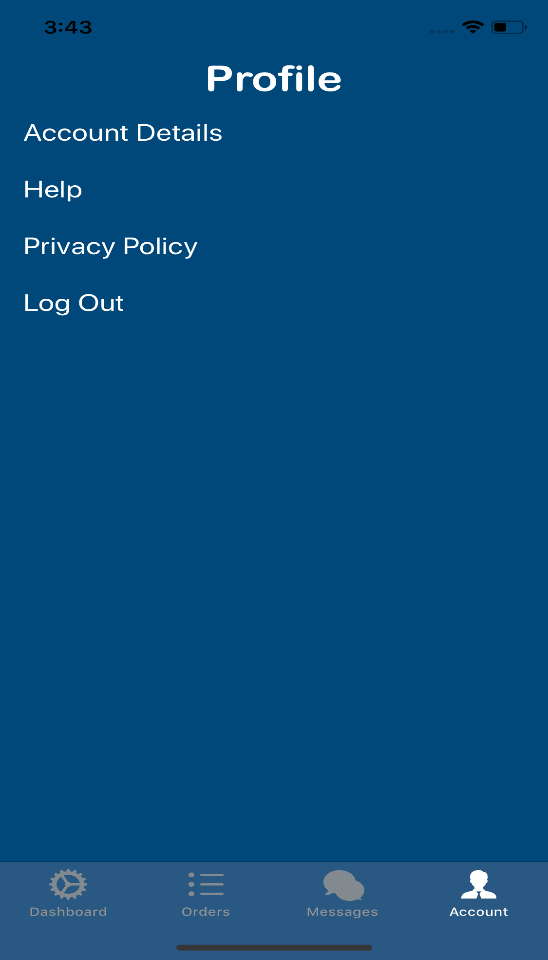 3:43
Profile
Account Details
Help
Privacy Policy
Log Out
Dashboard Orders Messages Account